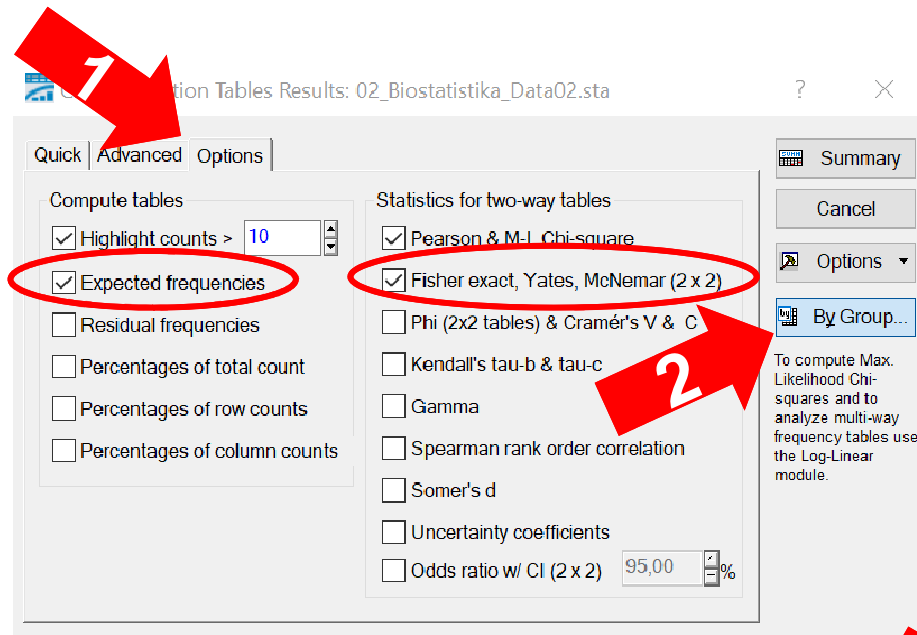 1
tion Tables Results: 02_Biostatistika_Data02.sta
?
Quick Advanced Options
Compute tables
Highlight counts > 10
Expected frequencies
Residual frequencies
Percentages of total count
Percentages of row counts
Percentages of column counts
Statistics for two-way tables
Pearson & M-L Chi-square
Fisher exact, Yates, McNemar (2 x 2)
Phi (2x2 tables) & Cramér's V & C
Kendall's tau-b & tau-c
Gamma
Spearman rank order correlation
Somer's d
Uncertainty coefficients
Odds ratio w/ CI (2 x 2) 95,00 %
2
Summary
Cancel
Options
By Group...
To compute Max.
Likelihood Chi-
squares and to
analyze multi-way
frequency tables use
the Log-Linear
module.